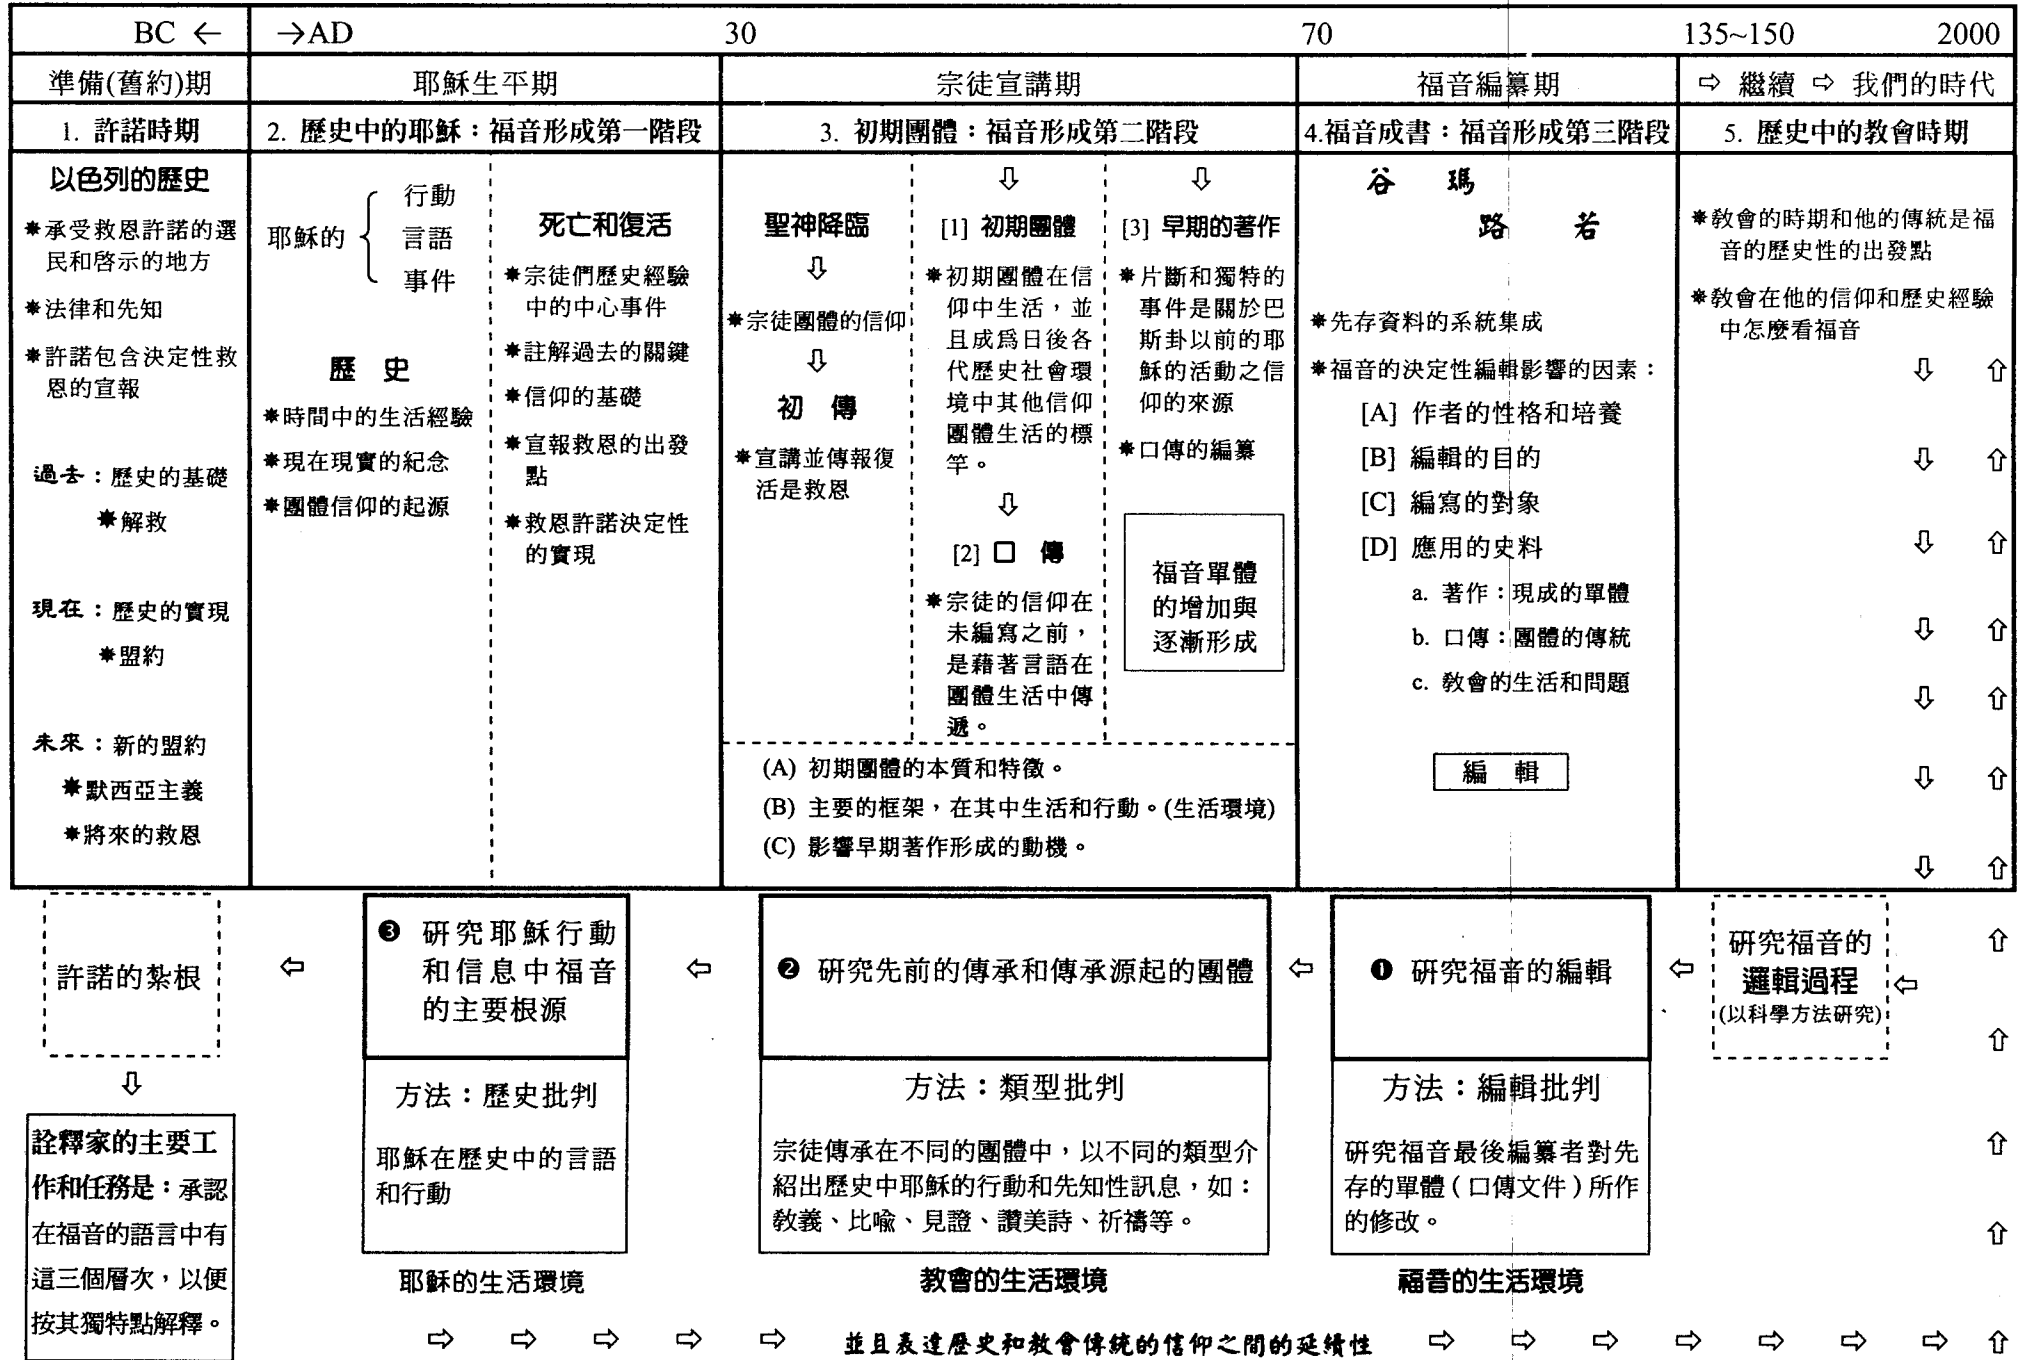 BC ← →AD 30 70 135~150 2000
準備(舊約)期 耶穌生平期 宗徒宣講期 福音編纂期 ⇨ 繼續 ⇨ 我們的時代
1. 許諾時期 2. 歷史中的耶穌：福音形成第一階段 3. 初期團體：福音形成第二階段 4.福音成書：福音形成第三階段 5. 歷史中的教會時期
以色列的歷史
✷承受救恩許諾的選
民和啓示的地方
✷法律和先知
✷許諾包含決定性救
恩的宣報
過去：歷史的基礎
✷解救
現在：歷史的實現
✷盟約
未來：新的盟約
✷默西亞主義
✷將來的救恩
耶穌的
行動
言語
事件
歷 史
✷時間中的生活經驗
✷現在現實的紀念
✷團體信仰的起源
死亡和復活
✷宗徒們歷史經驗
中的中心事件
✷註解過去的關鍵
✷信仰的基礎
✷宣報救恩的出發
點
✷救恩許諾決定性
的實現
聖神降臨
⇩
✷宗徒團體的信仰
⇩
初 傳
✷宣講並傳報復
活是救恩
⇩
[1] 初期團體
✷初期團體在信
仰中生活，並
且成爲日後各
代歷史社會環
境中其他信仰
團體生活的標
竿。
⇩
[2] 口 傳
✷宗徒的信仰在
未編寫之前，
是藉著言語在
團體生活中傳
遞。
⇩
[3] 早期的著作
✷片斷和獨特的
事件是關於巴
斯卦以前的耶
穌的活動之信
仰的來源
✷口傳的編纂
福音單體
的增加與
逐漸形成
(A) 初期團體的本質和特徵。
(B) 主要的框架，在其中生活和行動。(生活環境)
(C) 影響早期著作形成的動機。
谷 瑪
路 若
✷先存資料的系統集成
✷福音的決定性編輯影響的因素：
[A] 作者的性格和培養
[B] 編輯的目的
[C] 編寫的對象
[D] 應用的史料
a. 著作：現成的單體
b. 口傳：團體的傳統
c. 教會的生活和問題
編 輯
✷教會的時期和他的傳統是福
音的歷史性的出發點
✷教會在他的信仰和歷史經驗
中怎麼看福音
許諾的紮根
❸ 研究耶穌行動
和信息中福音
的主要根源
❷ 研究先前的傳承和傳承源起的團體
❶ 研究福音的編輯
研究福音的
邏輯過程
(以科學方法研究)
詮釋家的主要工
作和任務是：承認
在福音的語言中有
這三個層次，以便
按其獨特點解釋。
方法：歷史批判
耶穌在歷史中的言語
和行動
耶穌的生活環境
方法：類型批判
宗徒傳承在不同的團體中，以不同的類型介
紹出歷史中耶穌的行動和先知性訊息，如：
教義、比喻、見證、讚美詩、祈禱等。
教會的生活環境
方法：編輯批判
研究福音最後編纂者對先
存的單體（口傳文件）所作
的修改。
福音的生活環境
並且表達歷史和教會傳統的信仰之間的延續性